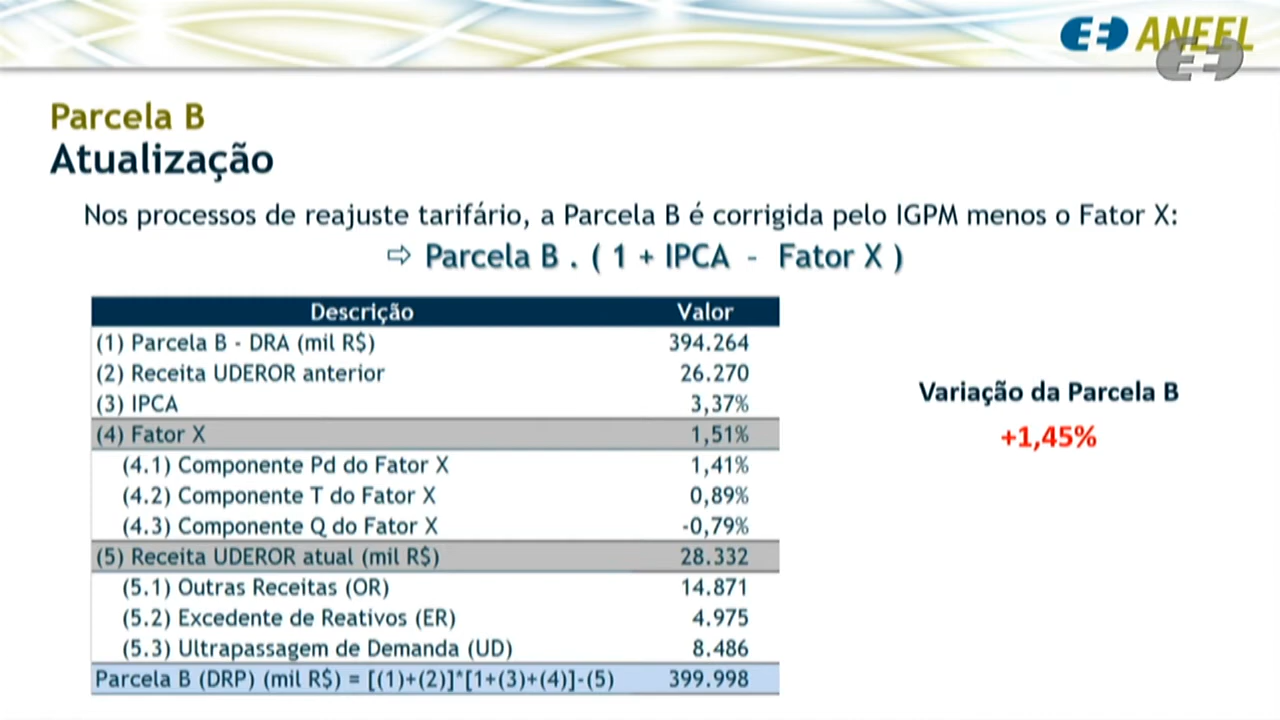 ANEEL
Parcela B
Atualização
Nos processos de reajuste tarifário, a Parcela B é corrigida pelo IGPM menos o Fator X:
⇨ Parcela B . ( 1 + IPCA - Fator X )
Descrição Valor
(1) Parcela B - DRA (mil R$) 394.264
(2) Receita UDEROR anterior 26.270
(3) IPCA 3,37%
(4) Fator X 1,51%
(4.1) Componente Pd do Fator X 1,41%
(4.2) Componente T do Fator X 0,89%
(4.3) Componente Q do Fator X -0,79%
(5) Receita UDEROR atual (mil R$) 28.332
(5.1) Outras Receitas (OR) 14.871
(5.2) Excedente de Reativos (ER) 4.975
(5.3) Ultrapassagem de Demanda (UD) 8.486
Parcela B (DRP) (mil R$) = [(1)+(2)]*[1+(3)+(4)]-(5) 399.998
Variação da Parcela B
+1,45%